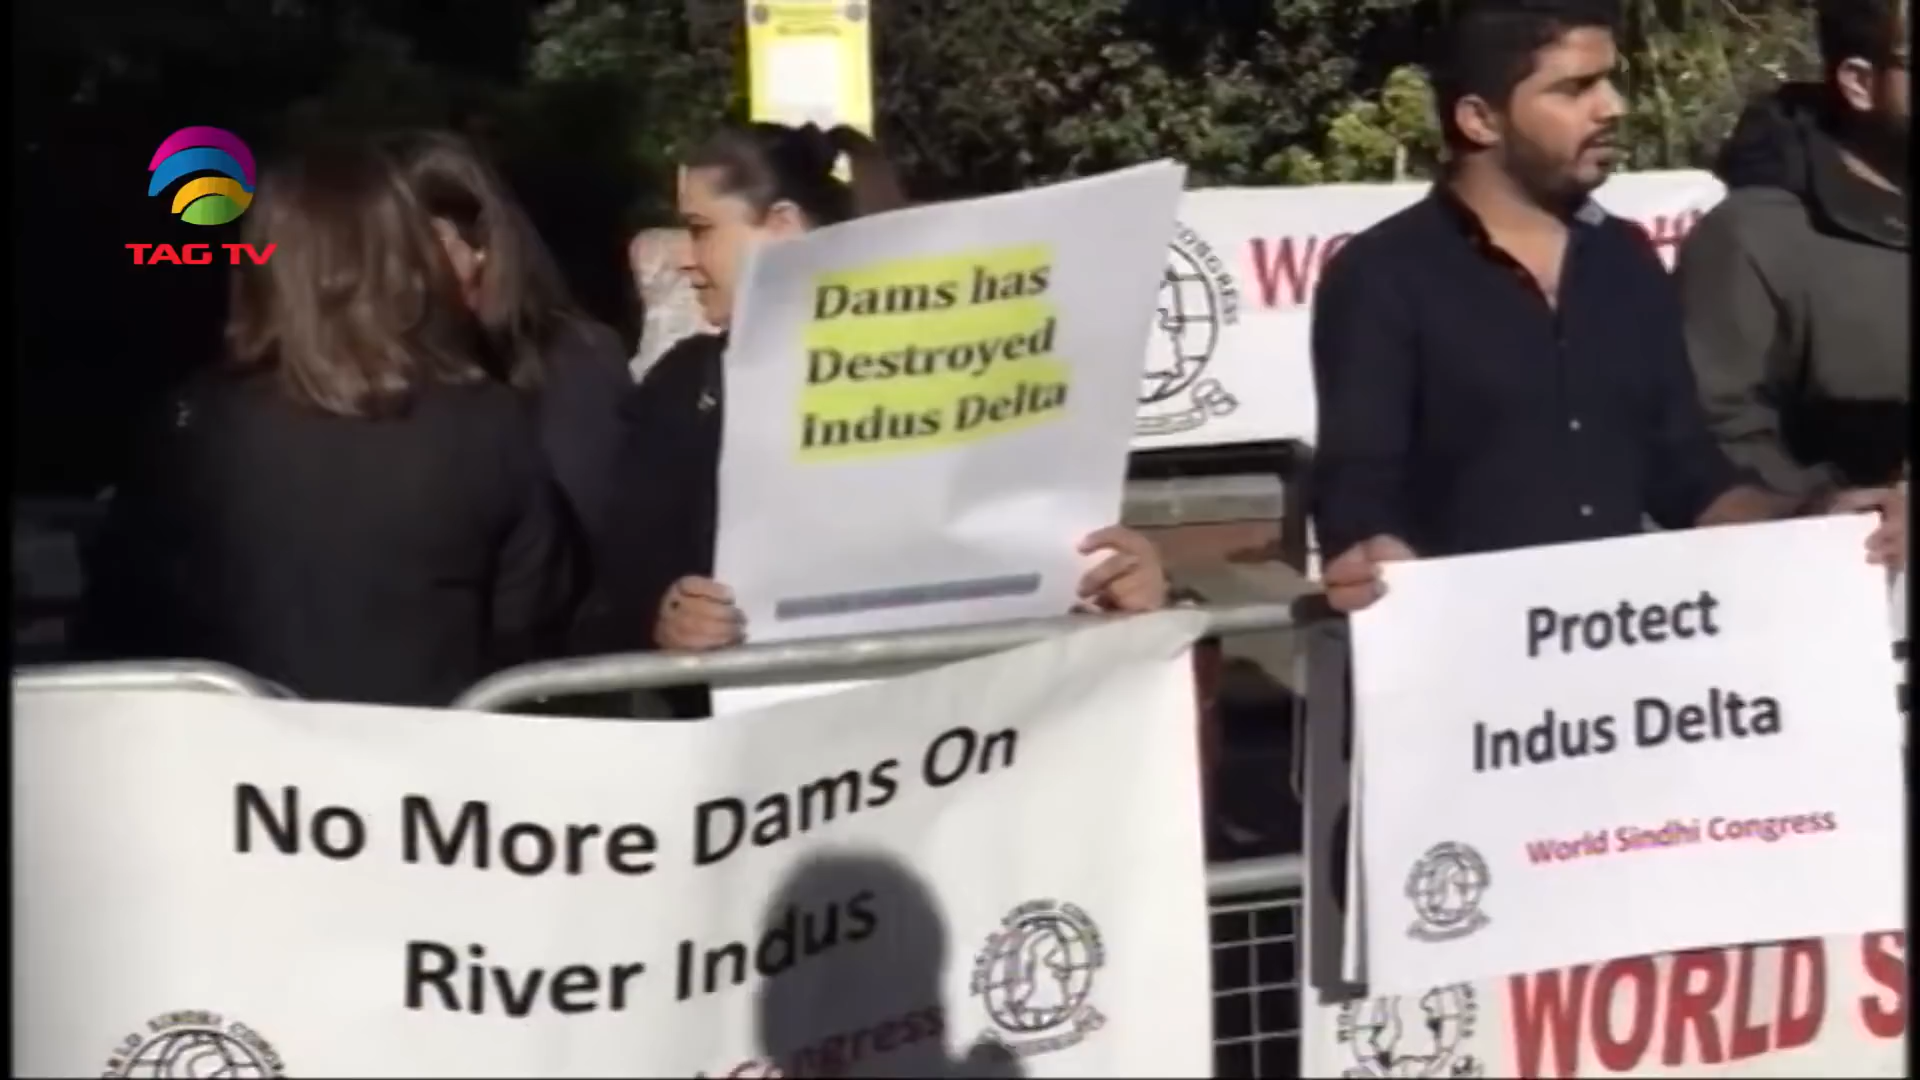 TAG TV
Dams has
Destroyed
Indus Delta
Protect
Indus Delta
World Sindhi Congress
No More Dams On
River Indus
Congress
WORLD S